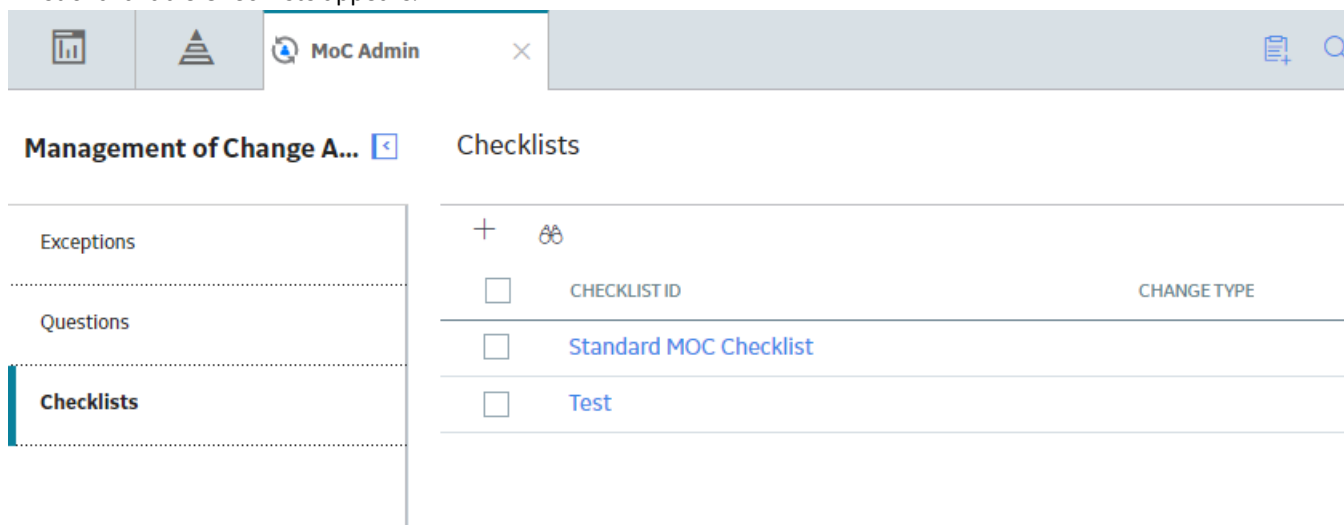 MoC Admin
Management of Change A...
Checklists
Exceptions
Questions
Checklists
CHECKLIST ID
CHANGE TYPE
Standard MOC Checklist
Test